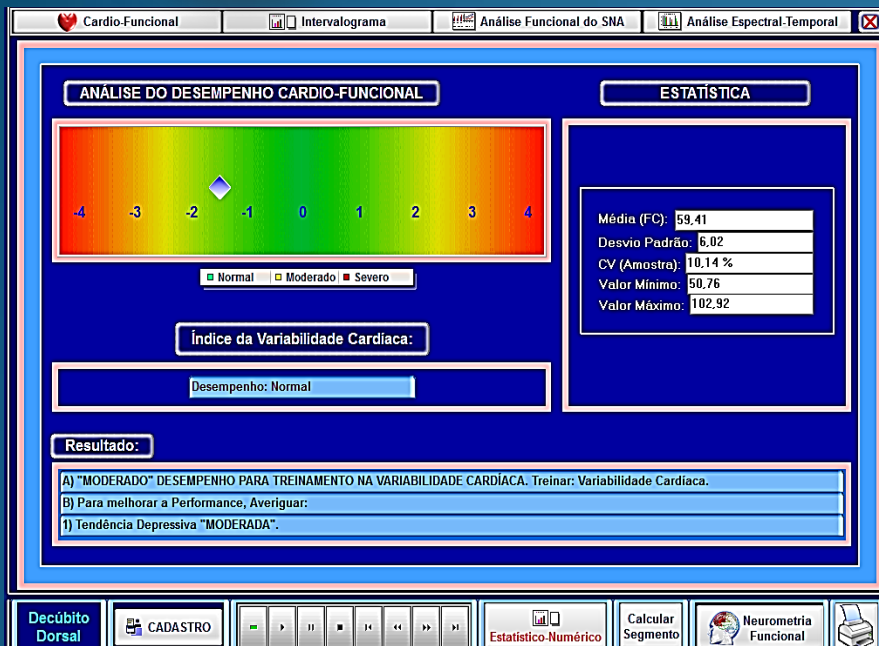 Cardio-Funcional
Intervalograma
Análise Funcional do SNA
Análise Espectral-Temporal
ANÁLISE DO DESEMPENHO CARDIO-FUNCIONAL
-4 -3 -2 -1 0 1 2 3 4
Normal Moderado Severo
Índice da Variabilidade Cardíaca:
Desempenho: Normal
ESTATÍSTICA
Média (FC): 59,41
Desvio Padrão: 6,02
CV (Amostra): 10,14 %
Valor Mínimo: 50,76
Valor Máximo: 102,92
Resultado:
A) "MODERADO" DESEMPENHO PARA TREINAMENTO NA VARIABILIDADE CARDÍACA. Treinar: Variabilidade Cardíaca.
B) Para melhorar a Performance, Averiguar:
1) Tendência Depressiva "MODERADA".
Decúbito
Dorsal
CADASTRO
Estatístico-Numérico
Calcular
Segmento
Neurometria
Funcional